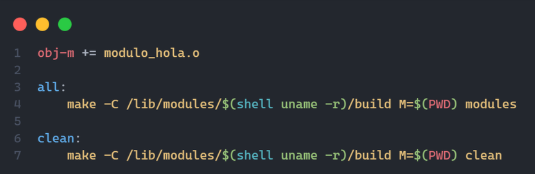 1 obj-m += modulo_hola.o
2
3 all:
4     make -C /lib/modules/$(shell uname -r)/build M=$(PWD) modules
5
6 clean:
7     make -C /lib/modules/$(shell uname -r)/build M=$(PWD) clean